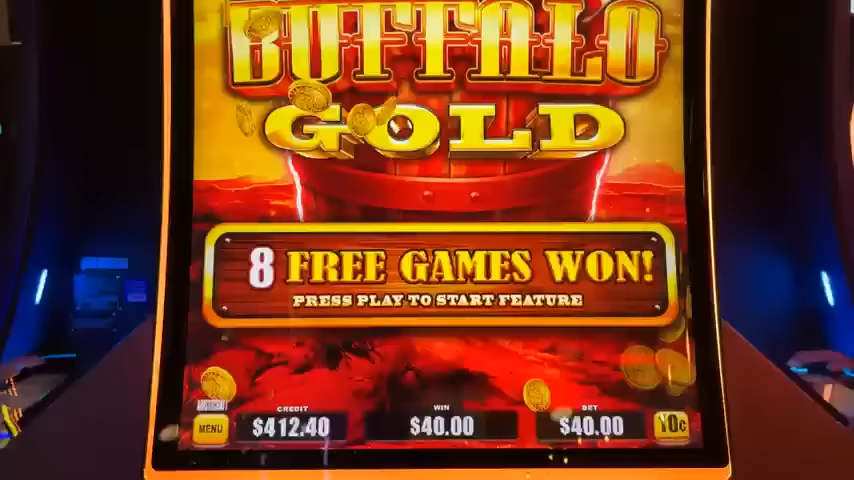 BUFFALO
GOLD
8 FREE GAMES WON!
PRESS PLAY TO START FEATURE
ARISTOCRAT
CREDIT WIN BET
MENU $412.40 $40.00 $40.00 10¢